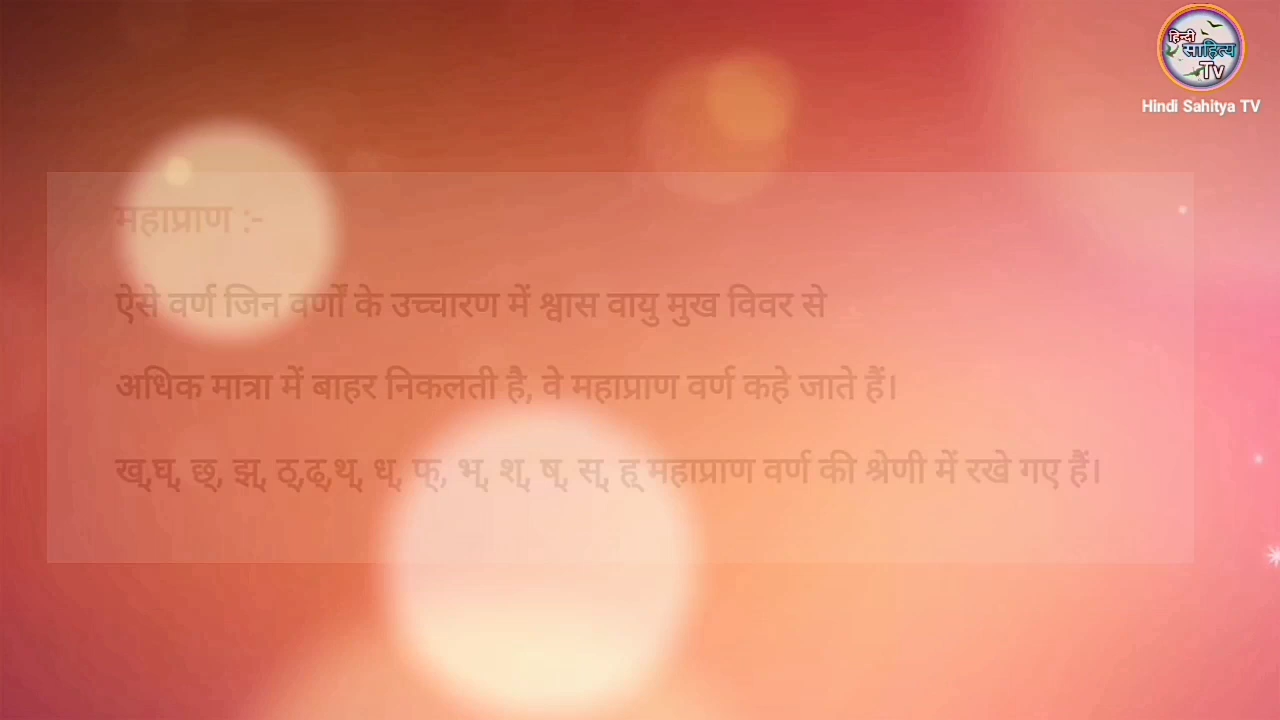 हिन्दी
साहित्य
Tv
Hindi Sahitya TV
महाप्राण :-
ऐसे वर्ण जिन वर्णों के उच्चारण में श्वास वायु मुख विवर से
अधिक मात्रा में बाहर निकलती है, वे महाप्राण वर्ण कहे जाते हैं।
ख्,घ्, छ्, झ्, ठ्,ढ्,थ्, ध्, फ्, भ्, श्, ष्, स्, ह् महाप्राण वर्ण की श्रेणी में रखे गए हैं।